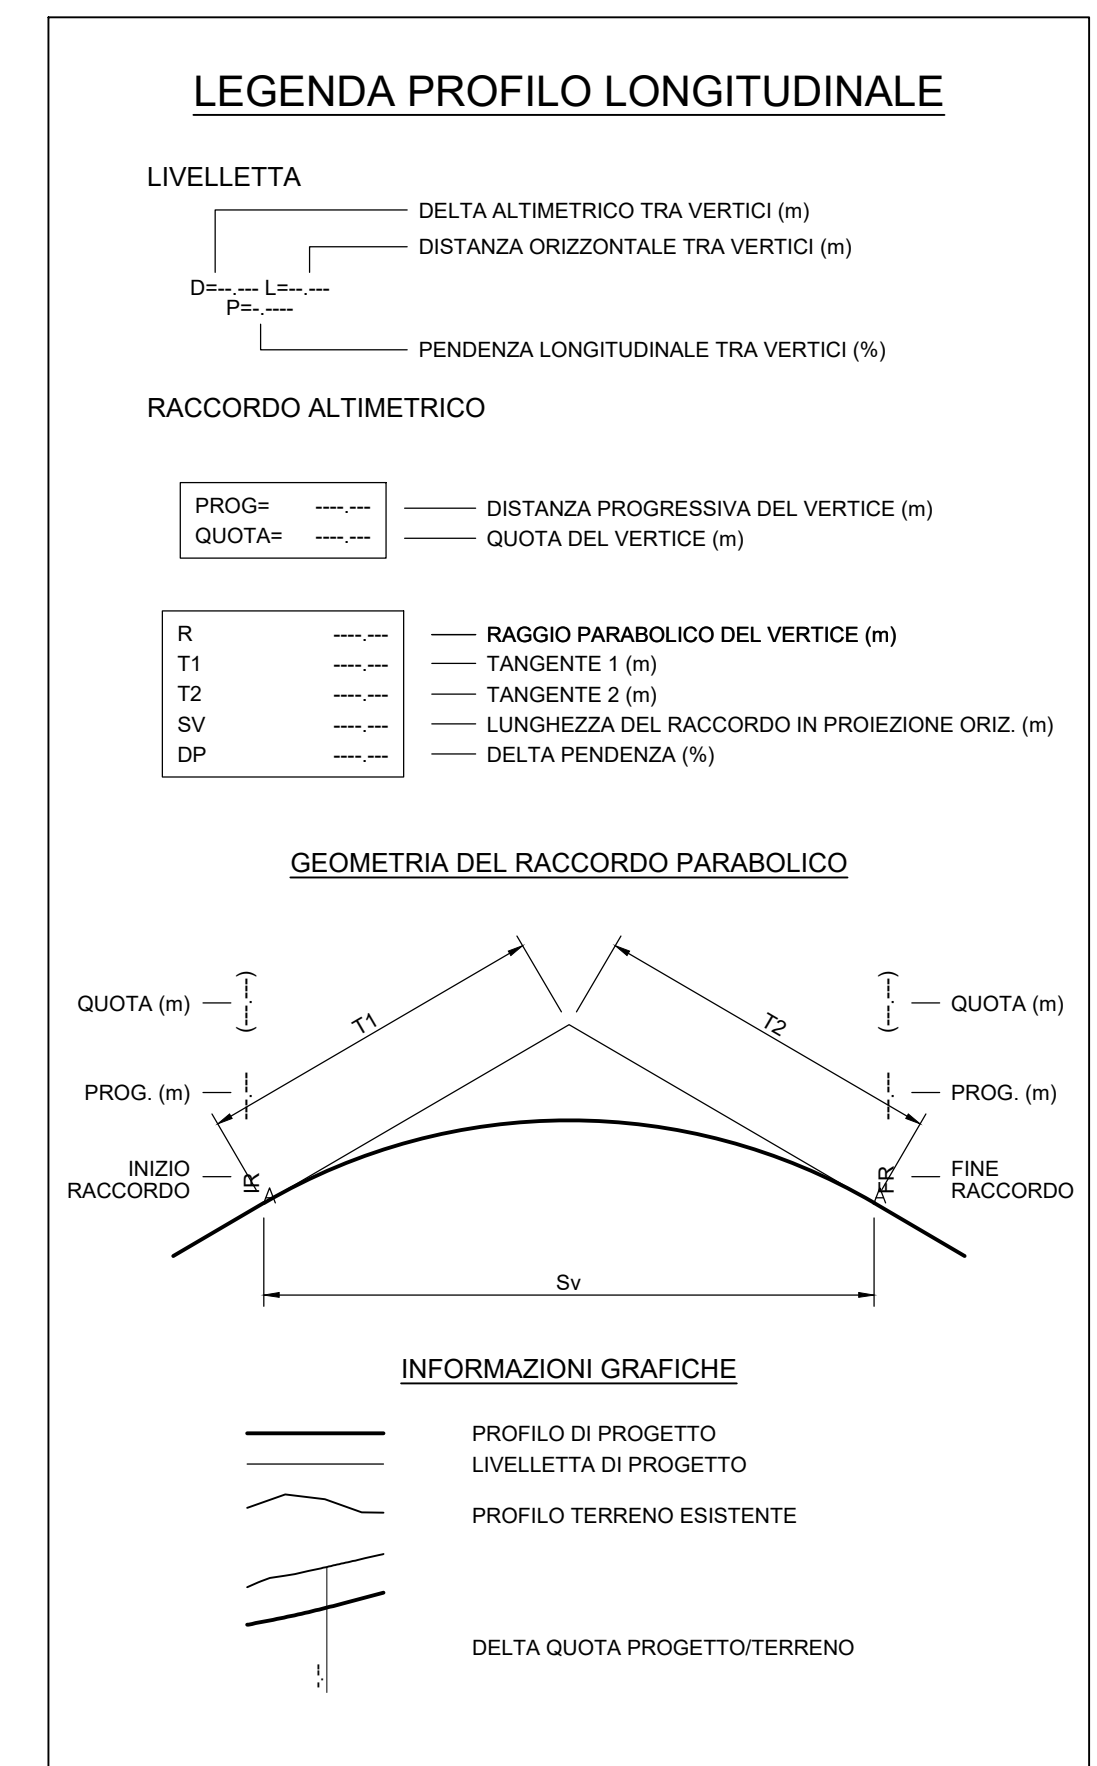 LEGENDA PROFILO LONGITUDINALE
LIVELLETTA
DELTA ALTIMETRICO TRA VERTICI (m)
DISTANZA ORIZZONTALE TRA VERTICI (m)
D=--.--- L=--.---
P=-.----
PENDENZA LONGITUDINALE TRA VERTICI (%)
RACCORDO ALTIMETRICO
PROG= ----.--- DISTANZA PROGRESSIVA DEL VERTICE (m)
QUOTA= ----.--- QUOTA DEL VERTICE (m)
R ----.--- RAGGIO PARABOLICO DEL VERTICE (m)
T1 ----.--- TANGENTE 1 (m)
T2 ----.--- TANGENTE 2 (m)
SV ----.--- LUNGHEZZA DEL RACCORDO IN PROIEZIONE ORIZ. (m)
DP ----.--- DELTA PENDENZA (%)
GEOMETRIA DEL RACCORDO PARABOLICO
QUOTA (m) (---.--) T1 T2 (---.--) QUOTA (m)
PROG. (m) ---.-- ---.-- PROG. (m)
INIZIO
RACCORDO
IR
FR
FINE
RACCORDO
Sv
INFORMAZIONI GRAFICHE
PROFILO DI PROGETTO
LIVELLETTA DI PROGETTO
PROFILO TERRENO ESISTENTE
DELTA QUOTA PROGETTO/TERRENO
-.--